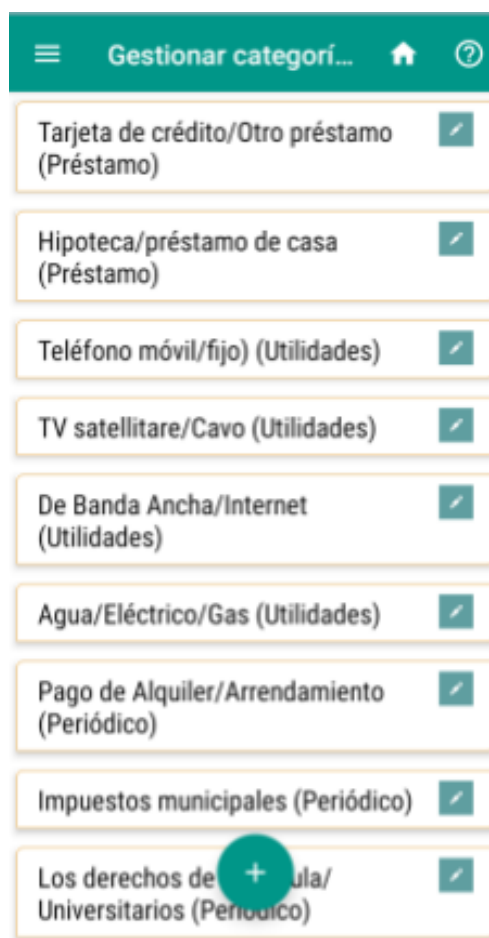 Gestionar categorí...
Tarjeta de crédito/Otro préstamo
(Préstamo)
Hipoteca/préstamo de casa
(Préstamo)
Teléfono móvil/fijo) (Utilidades)
TV satellitare/Cavo (Utilidades)
De Banda Ancha/Internet
(Utilidades)
Agua/Eléctrico/Gas (Utilidades)
Pago de Alquiler/Arrendamiento
(Periódico)
Impuestos municipales (Periódico)
Los derechos de ula/
Universitarios (Periódico)